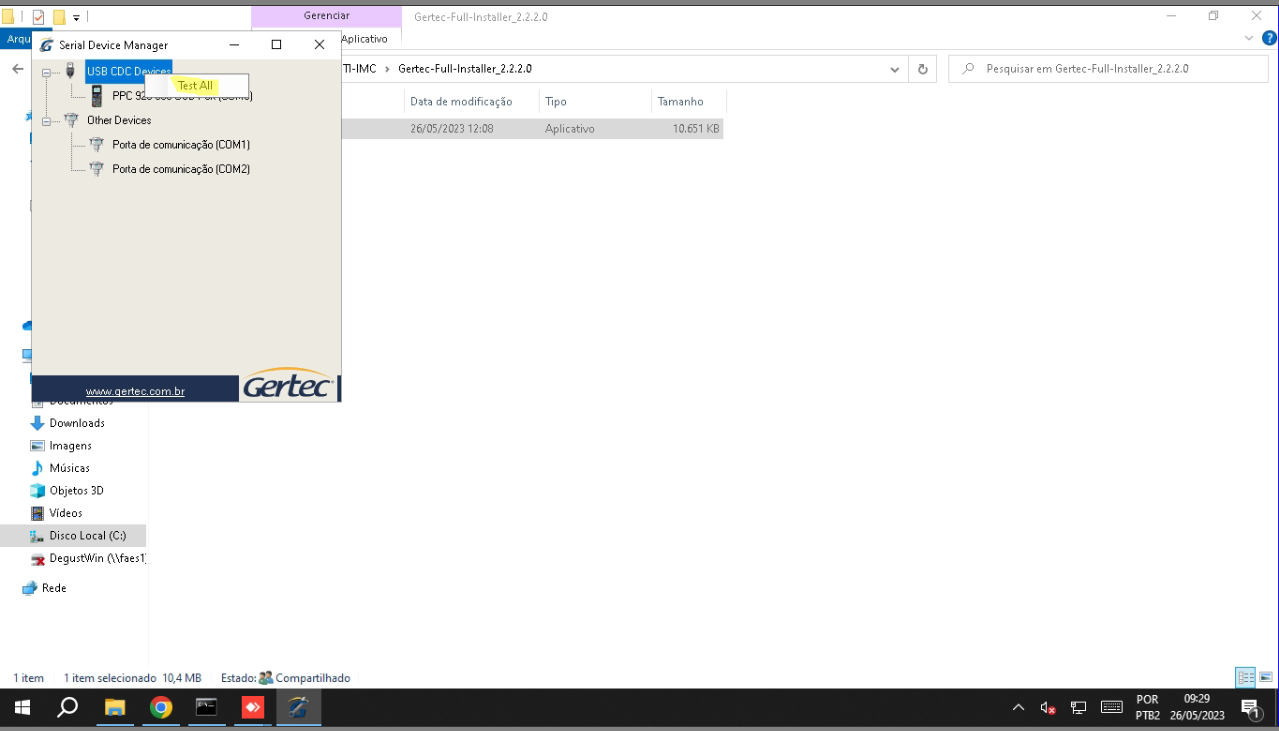 Gerenciar
Gertec-Full-Installer_2.2.2.0
Arqu
Aplicativo
Serial Device Manager
TI-IMC > Gertec-Full-Installer_2.2.2.0
Pesquisar em Gertec-Full-Installer_2.2.2.0
USB CDC Devices
Test All
PPC 92
Other Devices
Porta de comunicação (COM1)
Porta de comunicação (COM2)
Data de modificação
Tipo
Tamanho
26/05/2023 12:08
Aplicativo
10.651 KB
www.gertec.com.br
Gertec
Documentos
Downloads
Imagens
Músicas
Objetos 3D
Vídeos
Disco Local (C:)
DegustWin (\\faes1
Rede
1 item
1 item selecionado 10,4 MB
Estado: Compartilhado
POR
PTB2
09:29
26/05/2023
1